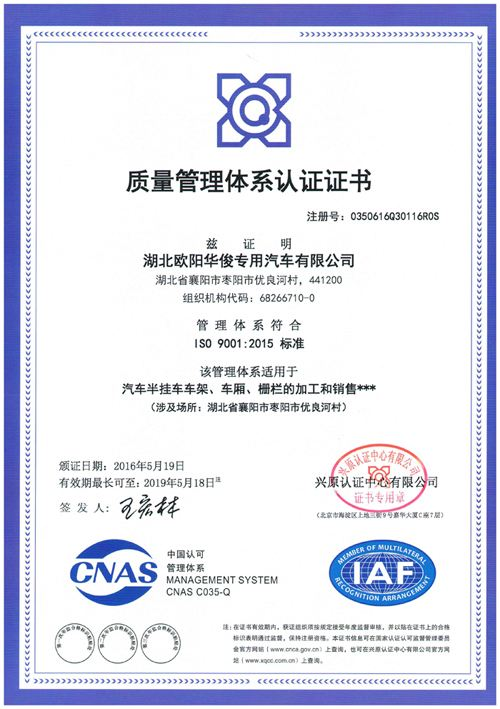 质量管理体系认证证书
注册号：0350616Q30116R0S
兹 证 明
湖北欧阳华俊专用汽车有限公司
湖北省襄阳市枣阳市优良河村，441200
组织机构代码：68266710-0
管 理 体 系 符 合
ISO 9001:2015 标准
该管理体系适用于
汽车半挂车车架、车厢、栅栏的加工和销售***
（涉及场所：湖北省襄阳市枣阳市优良河村）
颁证日期：2016年5月19日
有效期最长可至：2019年5月18日注
签 发 人：
兴原认证中心有限公司
证书专用章
兴原认证中心有限公司
（北京市海淀区上地三街9号嘉华大厦C座7层）
CNAS
中国认可
管理体系
MANAGEMENT SYSTEM
CNAS C035-Q
MEMBER OF MULTILATERAL
IAF
RECOGNITION ARRANGEMENT
注：在证书有效期内，获证组织须按规定接受年度监督审核，并以贴在证书上的合格
标识表明通过监督，保持注册资格。本证书信息可在国家认证认可监督管理委员
会官方网站（www.cnca.gov.cn）上查询，也可在兴原认证中心有限公司官方网
站（www.xqcc.com.cn）上查询。